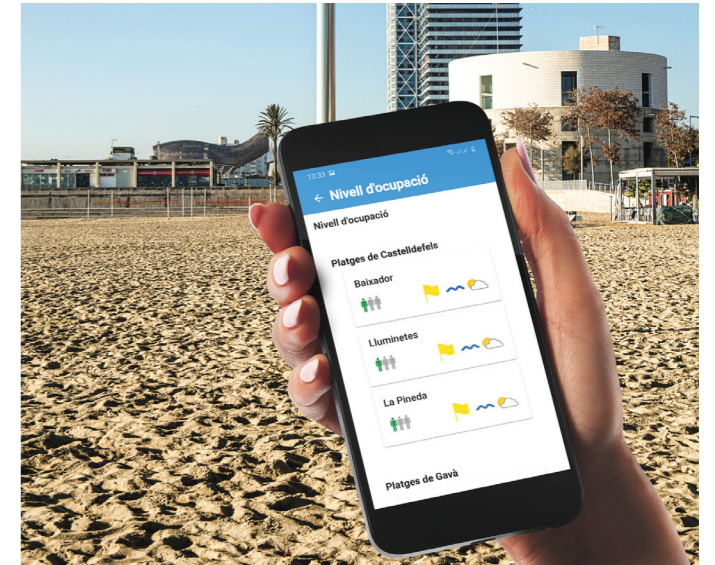 13:33
← Nivell d'ocupació
Nivell d'ocupació
Platges de Castelldefels
Baixador
Lluminetes
La Pineda
Platges de Gavà